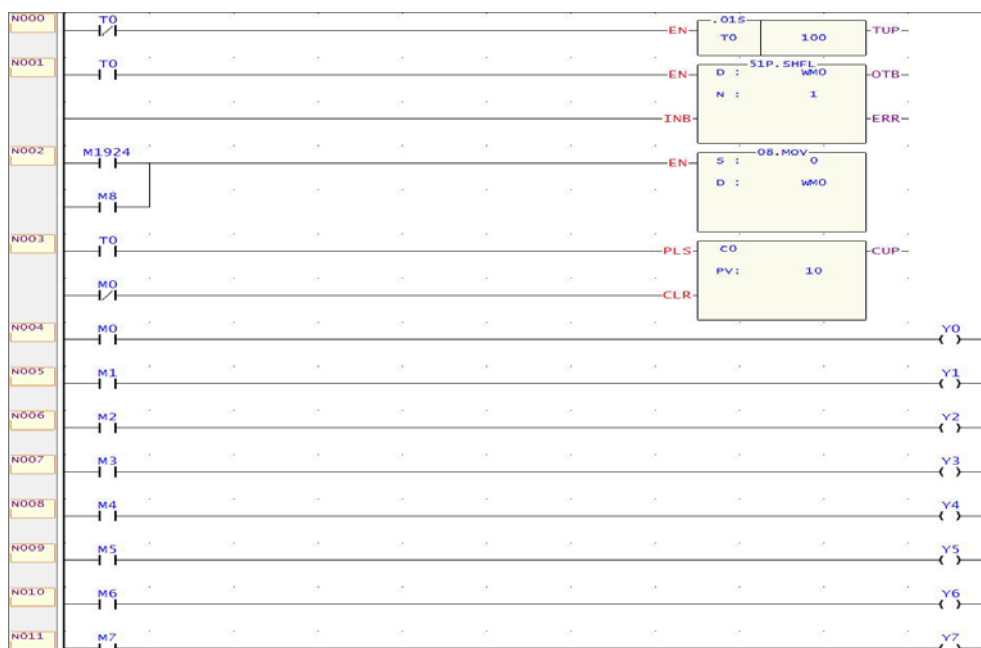 N000 T0 EN .01S T0 100 TUP
N001 T0 EN 51P.SHFL D : WM0 OTB
N : 1
INB ERR
N002 M1924 EN 08.MOV S : 0
M8 D : WM0
N003 T0 PLS C0 CUP
PV: 10
M0 CLR
N004 M0 Y0
N005 M1 Y1
N006 M2 Y2
N007 M3 Y3
N008 M4 Y4
N009 M5 Y5
N010 M6 Y6
N011 M7 Y7